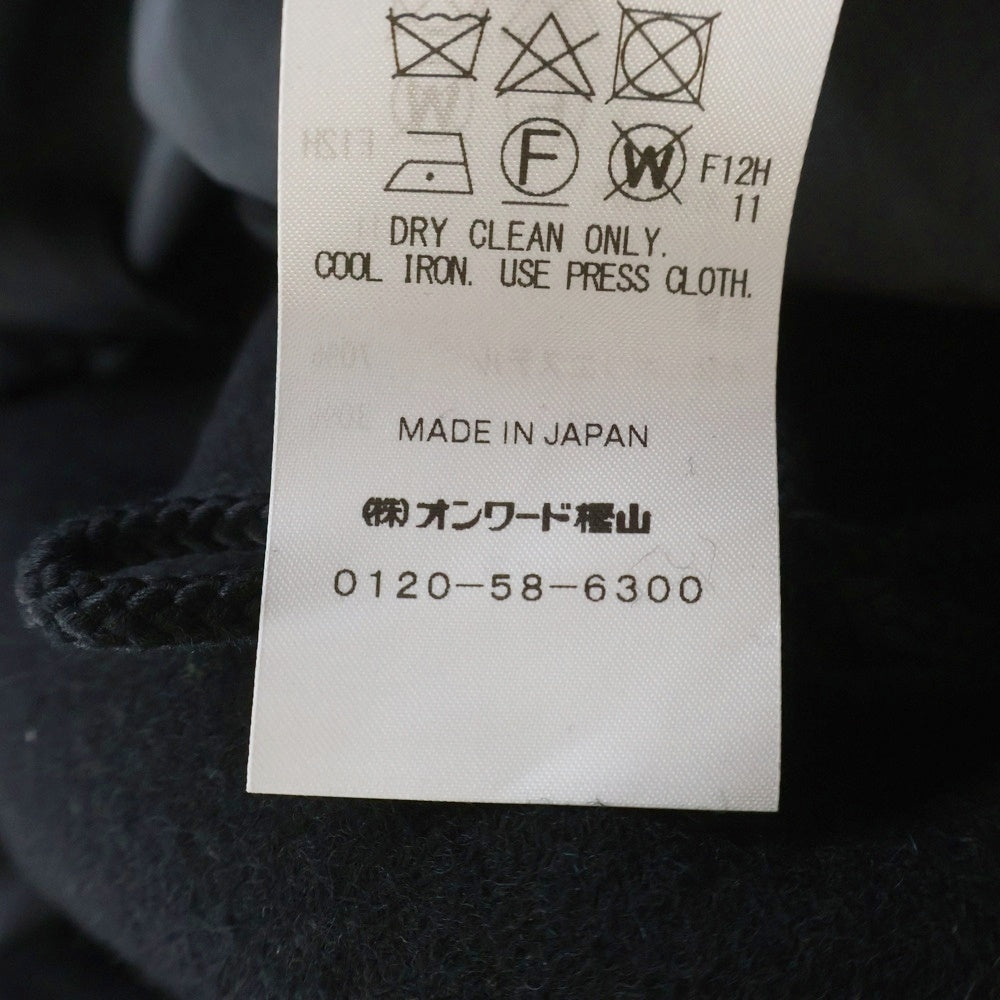 F W F12H
11
DRY CLEAN ONLY.
COOL IRON. USE PRESS CLOTH.
MADE IN JAPAN
㈱オンワード樫山
0120-58-6300